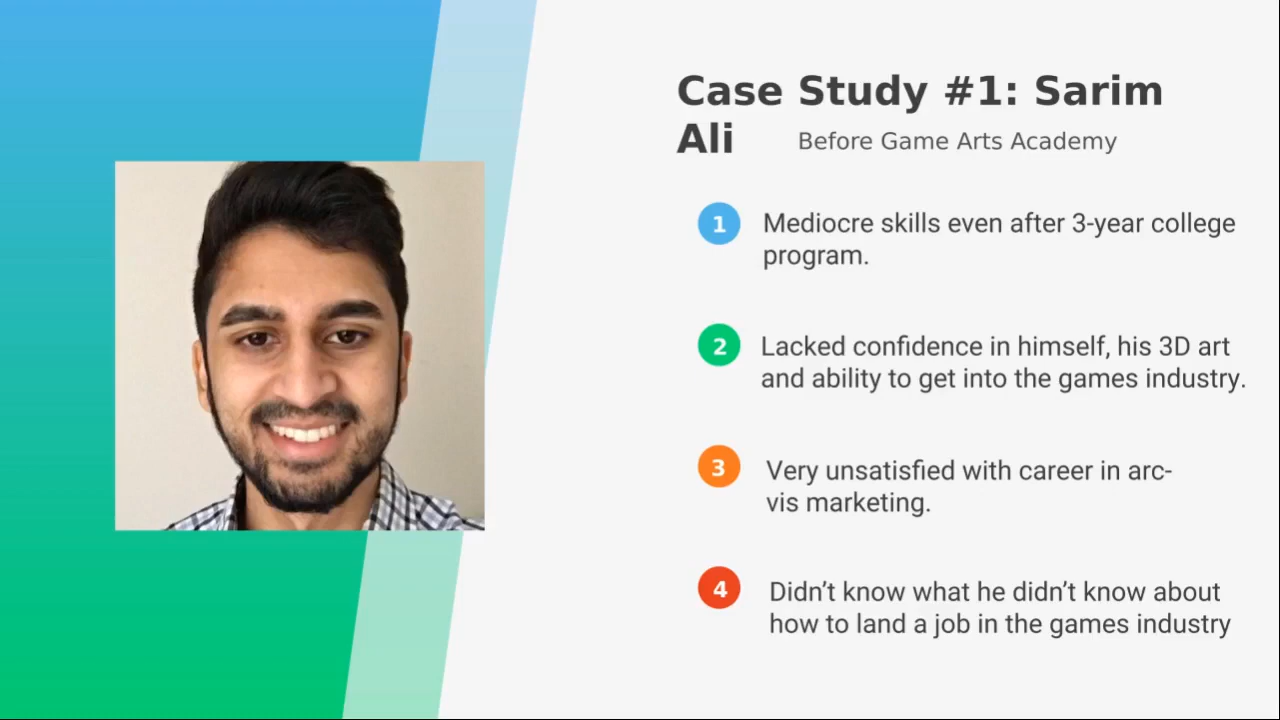 Case Study #1: Sarim
Ali
Before Game Arts Academy
1
Mediocre skills even after 3-year college
program.
2
Lacked confidence in himself, his 3D art
and ability to get into the games industry.
3
Very unsatisfied with career in arc-
vis marketing.
4
Didn’t know what he didn’t know about
how to land a job in the games industry